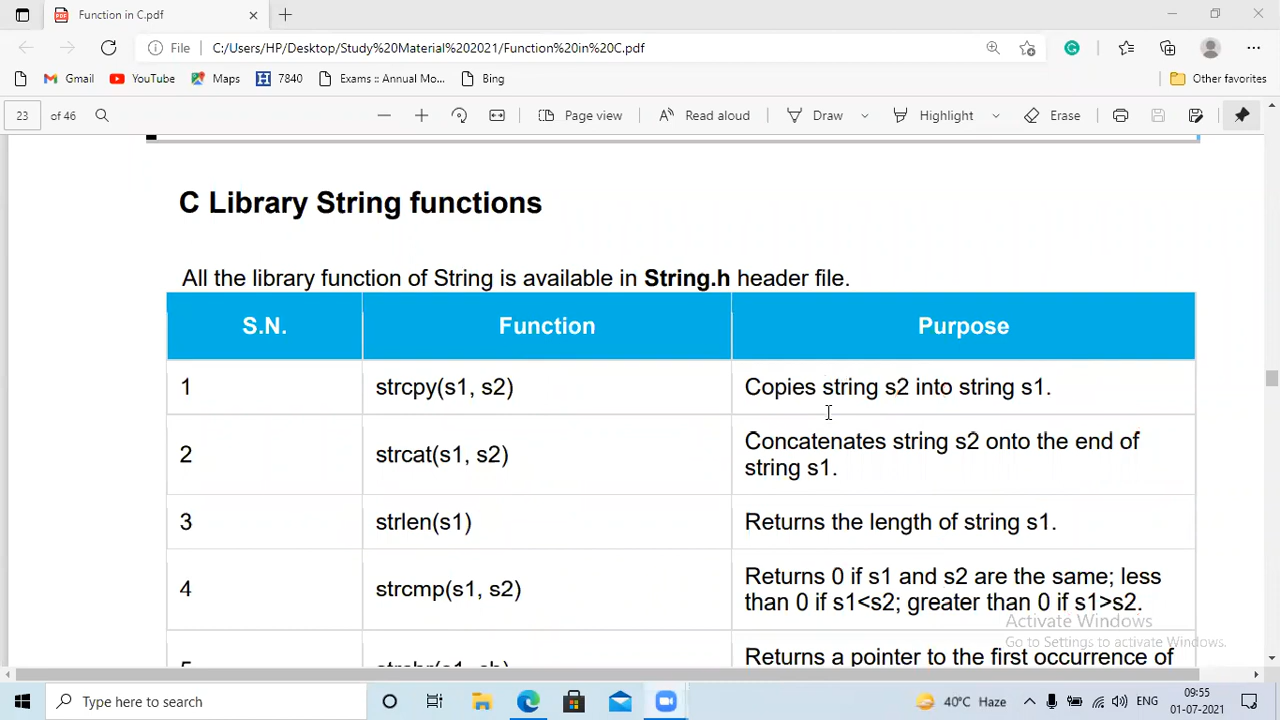 Function in C.pdf
File C:/Users/HP/Desktop/Study%20Material%202021/Function%20in%20C.pdf
Gmail YouTube Maps 7840 Exams :: Annual Mo... Bing Other favorites
23 of 46 Page view Read aloud Draw Highlight Erase
C Library String functions
All the library function of String is available in String.h header file.
S.N. Function Purpose
1 strcpy(s1, s2) Copies string s2 into string s1.
2 strcat(s1, s2) Concatenates string s2 onto the end of
string s1.
3 strlen(s1) Returns the length of string s1.
4 strcmp(s1, s2) Returns 0 if s1 and s2 are the same; less
than 0 if s1<s2; greater than 0 if s1>s2.
Activate Windows
Go to Settings to activate Windows.
5 strchr(s1, ch) Returns a pointer to the first occurrence of
Type here to search 40°C Haze ENG 09:55
01-07-2021